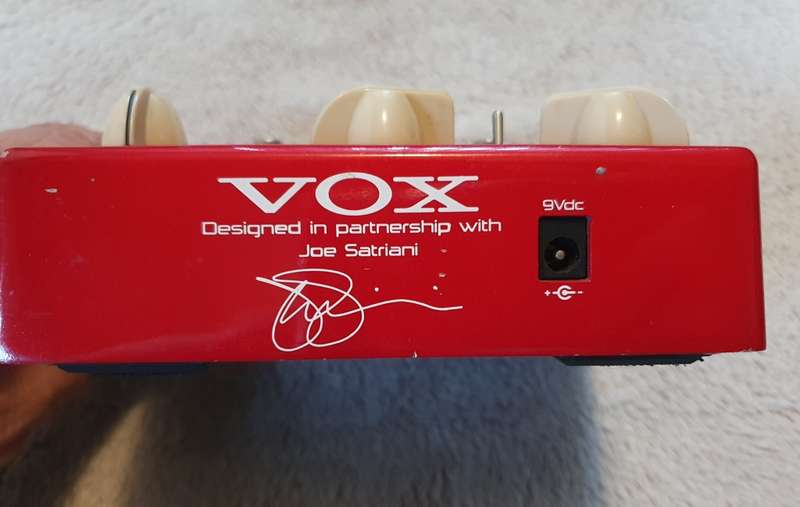 VOX
Designed in partnership with
Joe Satriani
9Vdc
+ -